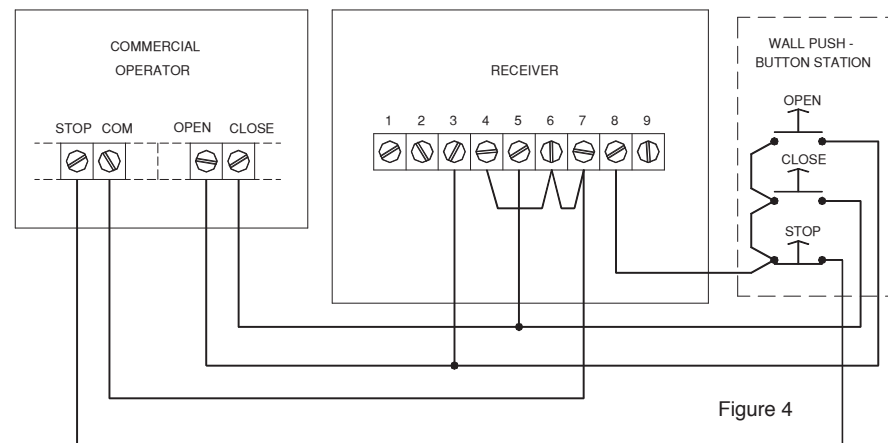 COMMERCIAL
OPERATOR
STOP COM OPEN CLOSE
RECEIVER
1 2 3 4 5 6 7 8 9
WALL PUSH -
BUTTON STATION
OPEN
CLOSE
STOP
Figure 4